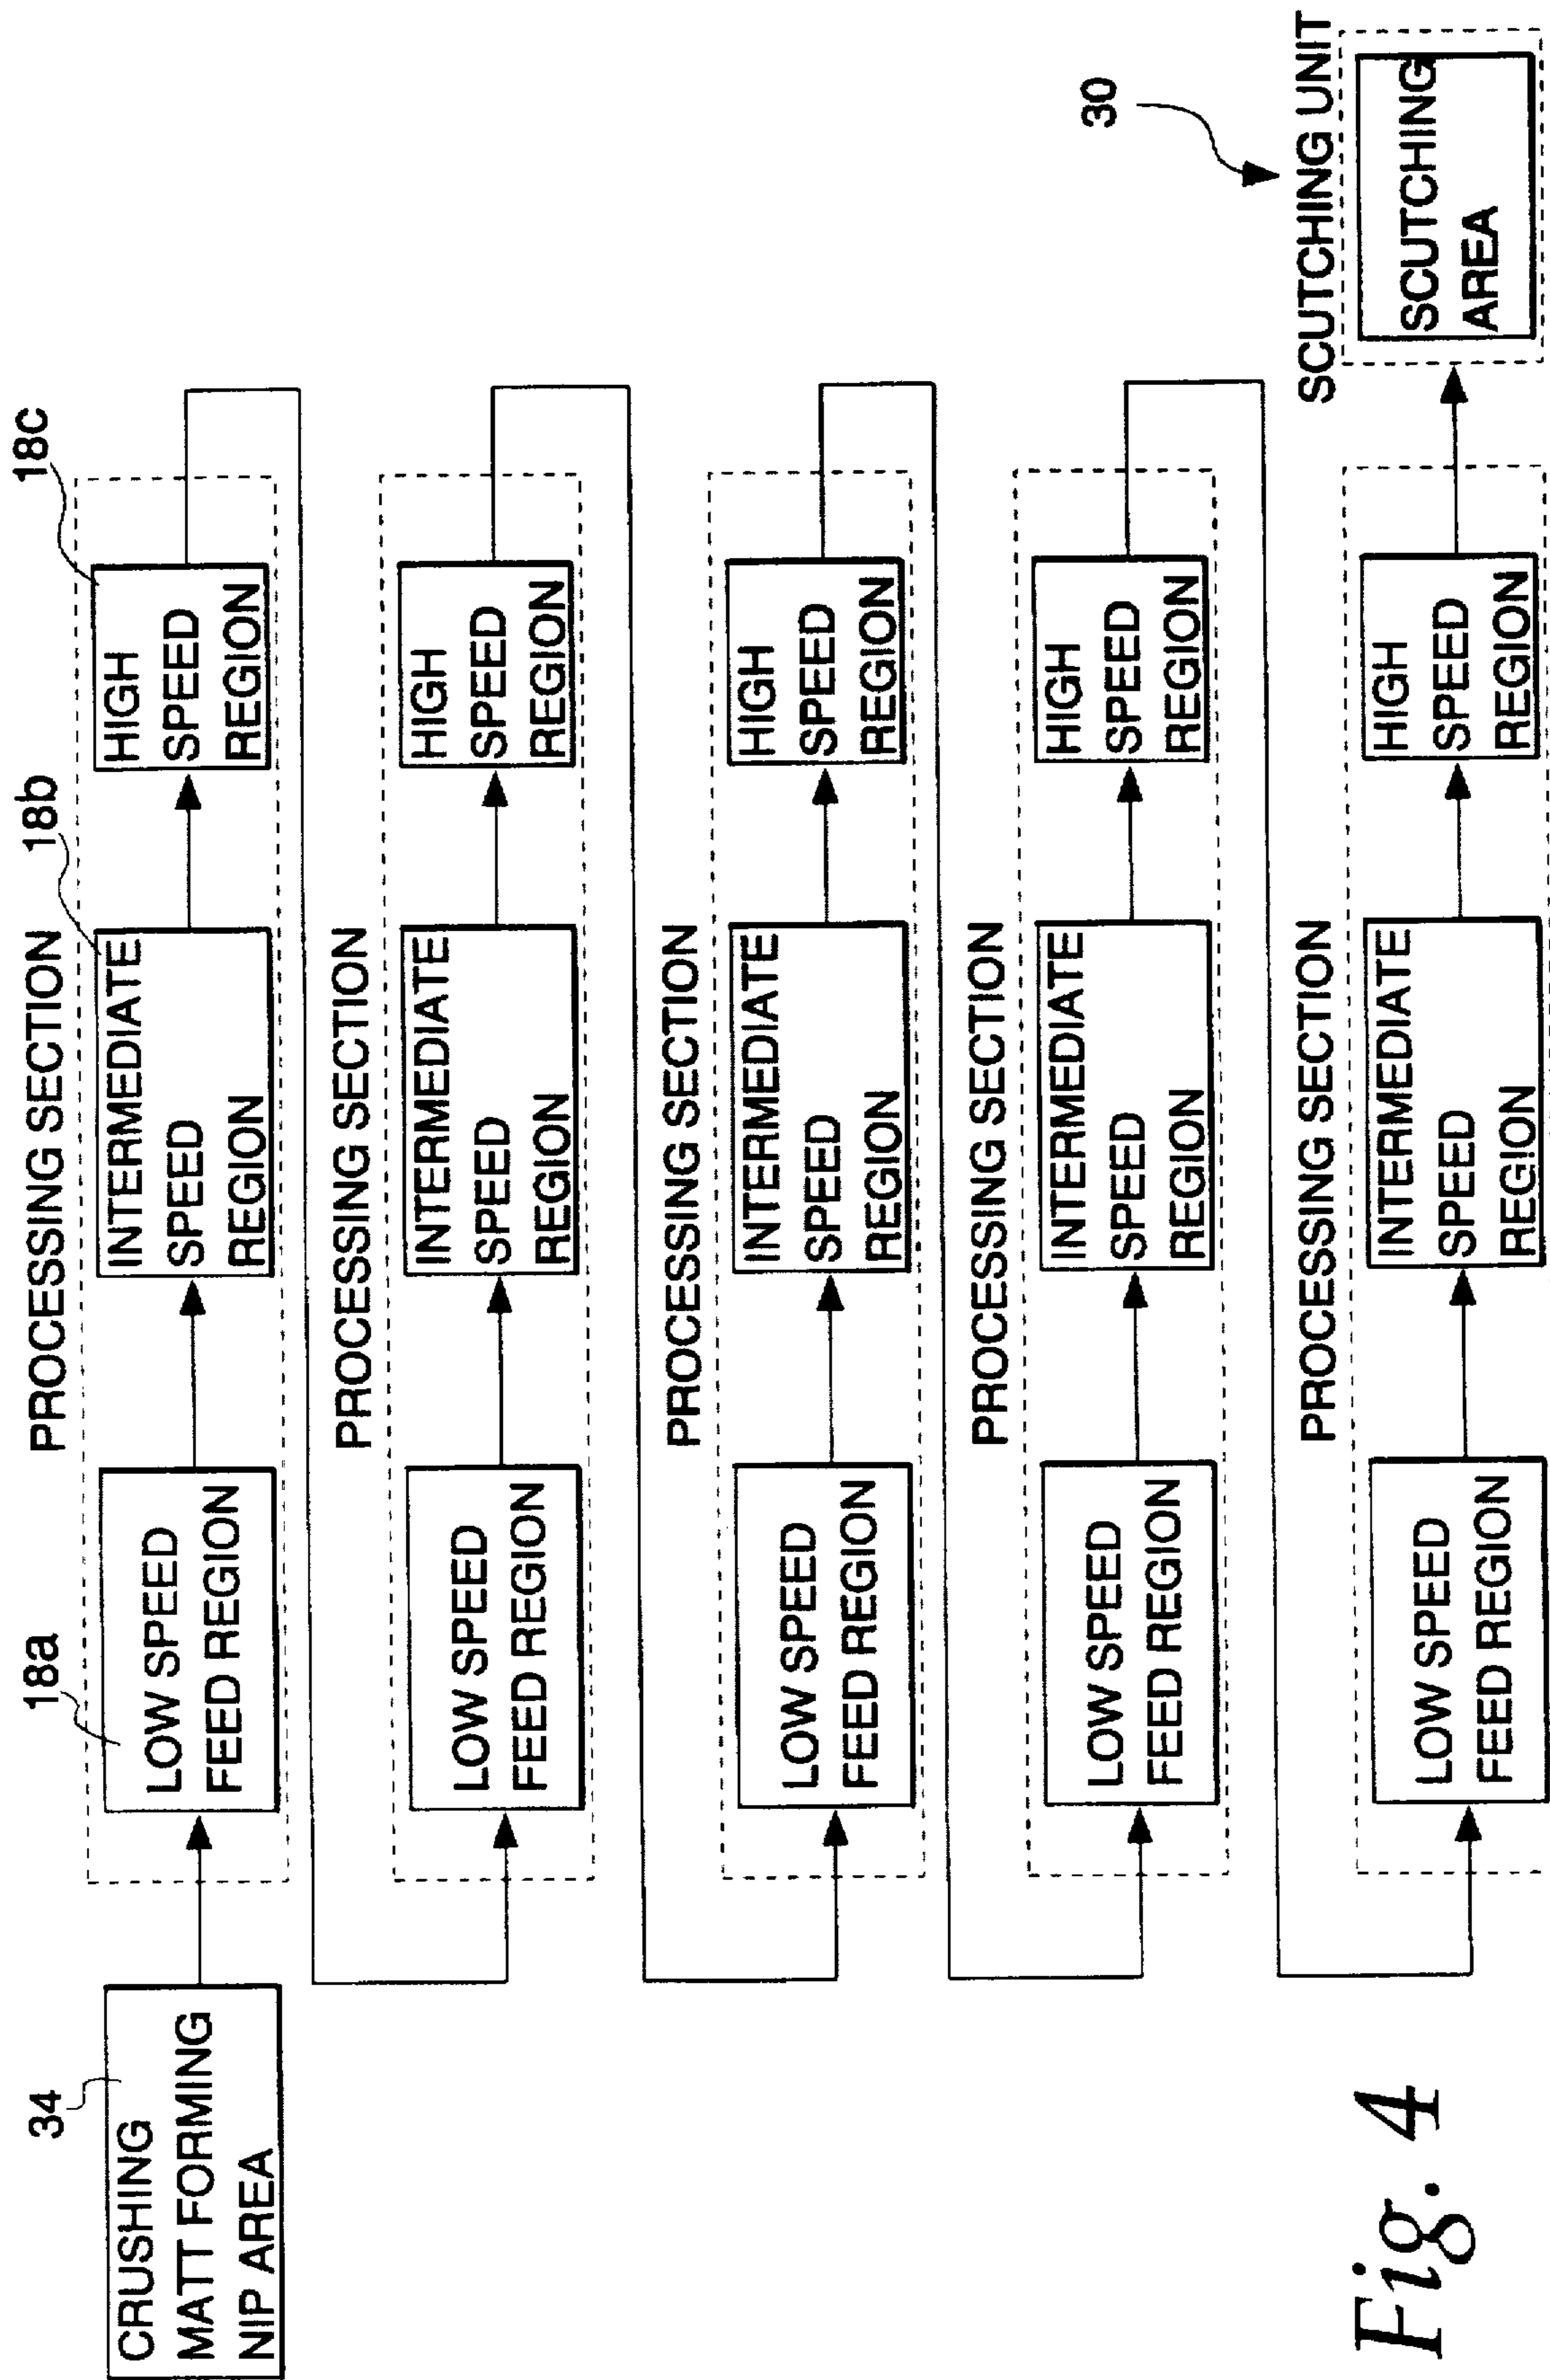 34
CRUSHING
MATT FORMING
NIP AREA
PROCESSING SECTION
18a
LOW SPEED
FEED REGION
18b
INTERMEDIATE
SPEED
REGION
18c
HIGH
SPEED
REGION
PROCESSING SECTION
LOW SPEED
FEED REGION
INTERMEDIATE
SPEED
REGION
HIGH
SPEED
REGION
PROCESSING SECTION
LOW SPEED
FEED REGION
INTERMEDIATE
SPEED
REGION
HIGH
SPEED
REGION
PROCESSING SECTION
LOW SPEED
FEED REGION
INTERMEDIATE
SPEED
REGION
HIGH
SPEED
REGION
PROCESSING SECTION
LOW SPEED
FEED REGION
INTERMEDIATE
SPEED
REGION
HIGH
SPEED
REGION
30
SCUTCHING UNIT
SCUTCHING
AREA
Fig. 4